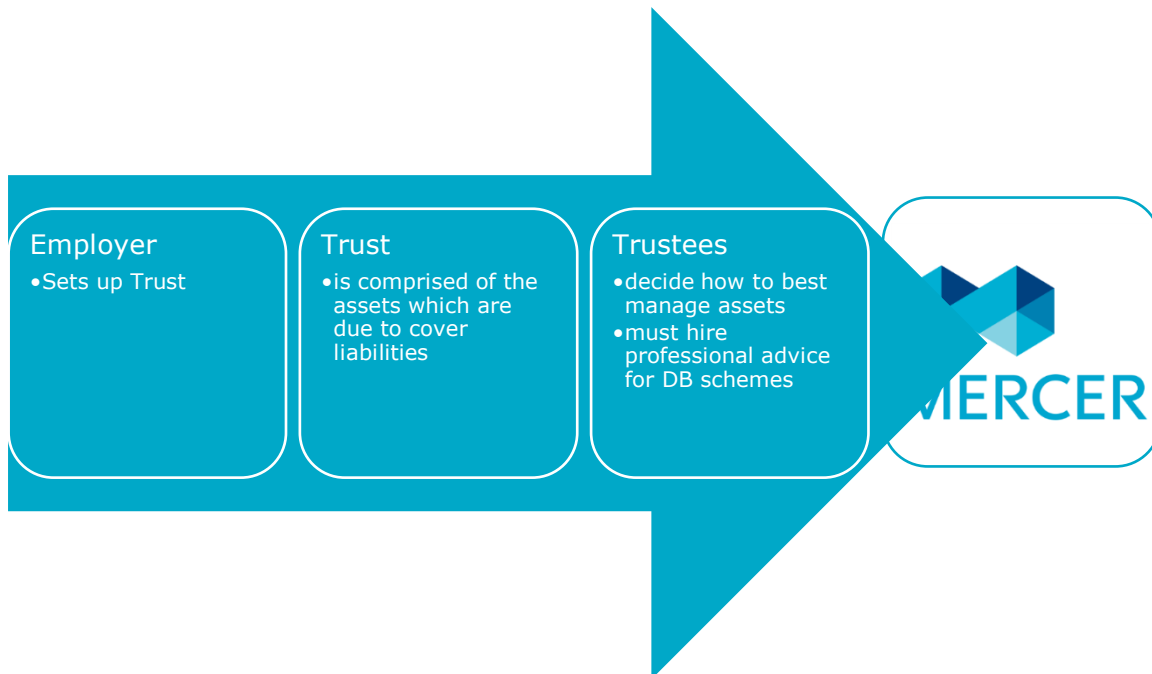 Employer
•Sets up Trust
Trust
•is comprised of the
assets which are
due to cover
liabilities
Trustees
•decide how to best
manage assets
•must hire
professional advice
for DB schemes
MERCER